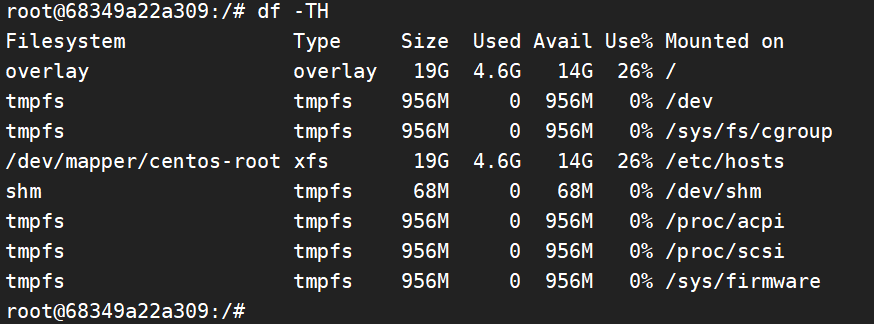 root@68349a22a309:/# df -TH
Filesystem              Type     Size  Used Avail Use% Mounted on
overlay                 overlay   19G  4.6G   14G  26% /
tmpfs                   tmpfs    956M     0  956M   0% /dev
tmpfs                   tmpfs    956M     0  956M   0% /sys/fs/cgroup
/dev/mapper/centos-root xfs       19G  4.6G   14G  26% /etc/hosts
shm                     tmpfs     68M     0   68M   0% /dev/shm
tmpfs                   tmpfs    956M     0  956M   0% /proc/acpi
tmpfs                   tmpfs    956M     0  956M   0% /proc/scsi
tmpfs                   tmpfs    956M     0  956M   0% /sys/firmware
root@68349a22a309:/#